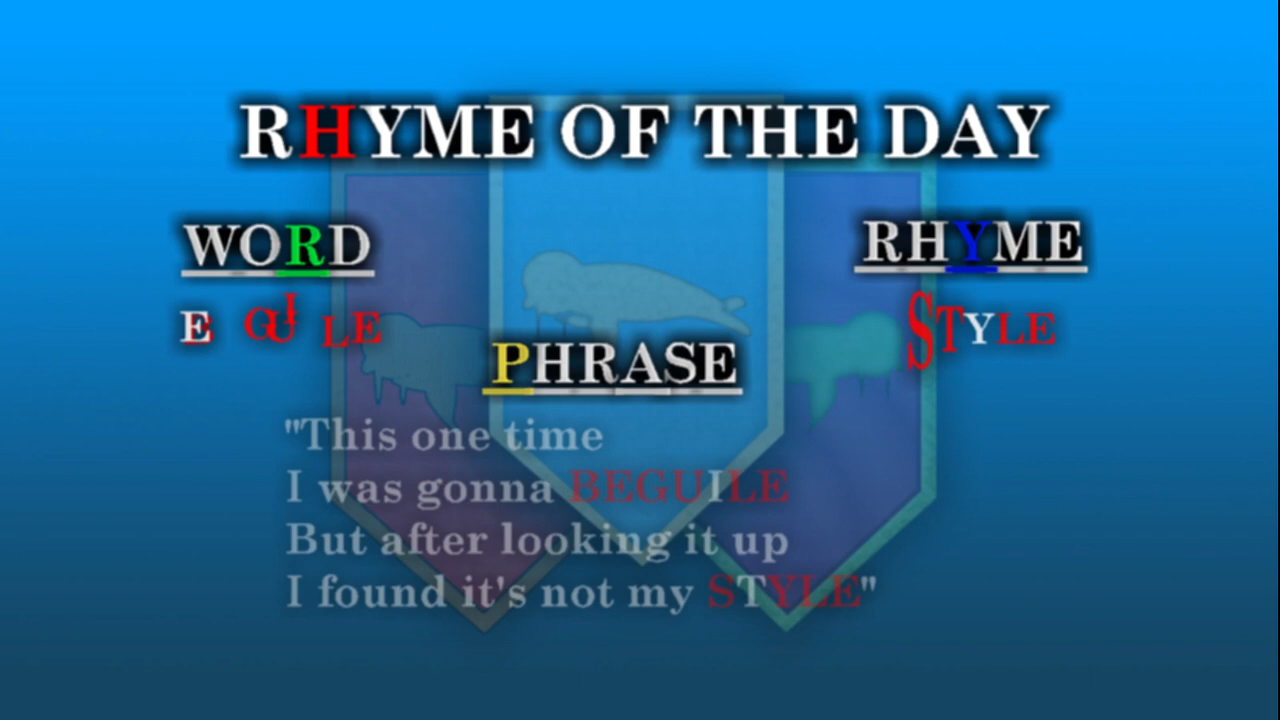 RHYME OF THE DAY
WORD
RHYME
STYLE
PHRASE
"This one time
I was gonna BEGUILE
But after looking it up
I found it's not my STYLE"